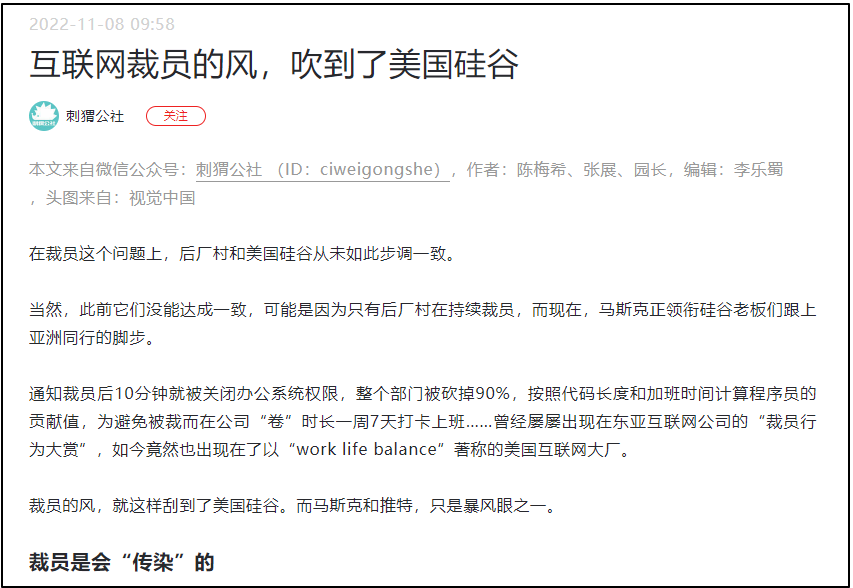 2022-11-08 09:58
互联网裁员的风，吹到了美国硅谷
刺猬公社 关注
本文来自微信公众号：刺猬公社 （ID：ciweigongshe），作者：陈梅希、张展、园长，编辑：李乐蜀
，头图来自：视觉中国
在裁员这个问题上，后厂村和美国硅谷从未如此步调一致。
当然，此前它们没能达成一致，可能是因为只有后厂村在持续裁员，而现在，马斯克正领衔硅谷老板们跟上
亚洲同行的脚步。
通知裁员后10分钟就被关闭办公系统权限，整个部门被砍掉90%，按照代码长度和加班时间计算程序员的
贡献值，为避免被裁而在公司“卷”时长一周7天打卡上班……曾经屡屡出现在东亚互联网公司的“裁员行
为大赏”，如今竟然也出现在了以“work life balance”著称的美国互联网大厂。
裁员的风，就这样刮到了美国硅谷。而马斯克和推特，只是暴风眼之一。
裁员是会“传染”的